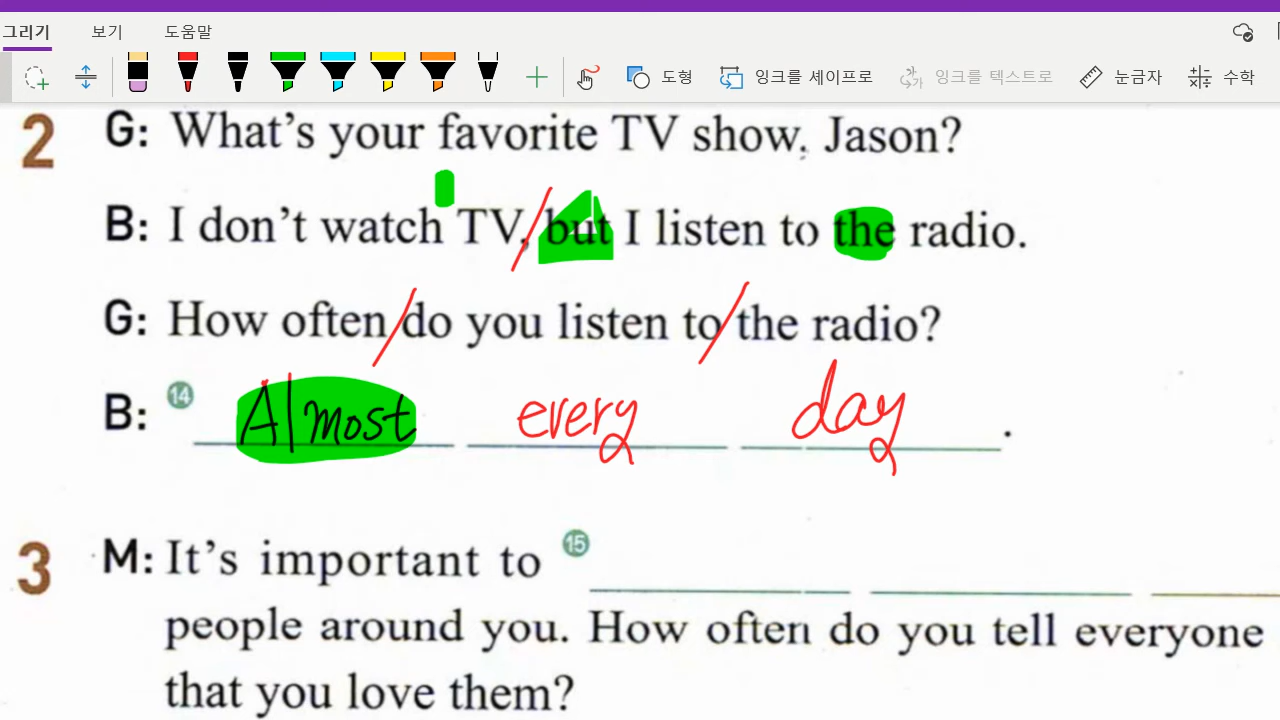 그리기 보기 도움말
도형 잉크를 셰이프로 잉크를 텍스트로 눈금자 수학
2 G: What's your favorite TV show, Jason?
B: I don't watch TV, but I listen to the radio.
G: How often do you listen to the radio?
B: 14 Almost every day.
3 M: It's important to 15
people around you. How often do you tell everyone
that you love them?